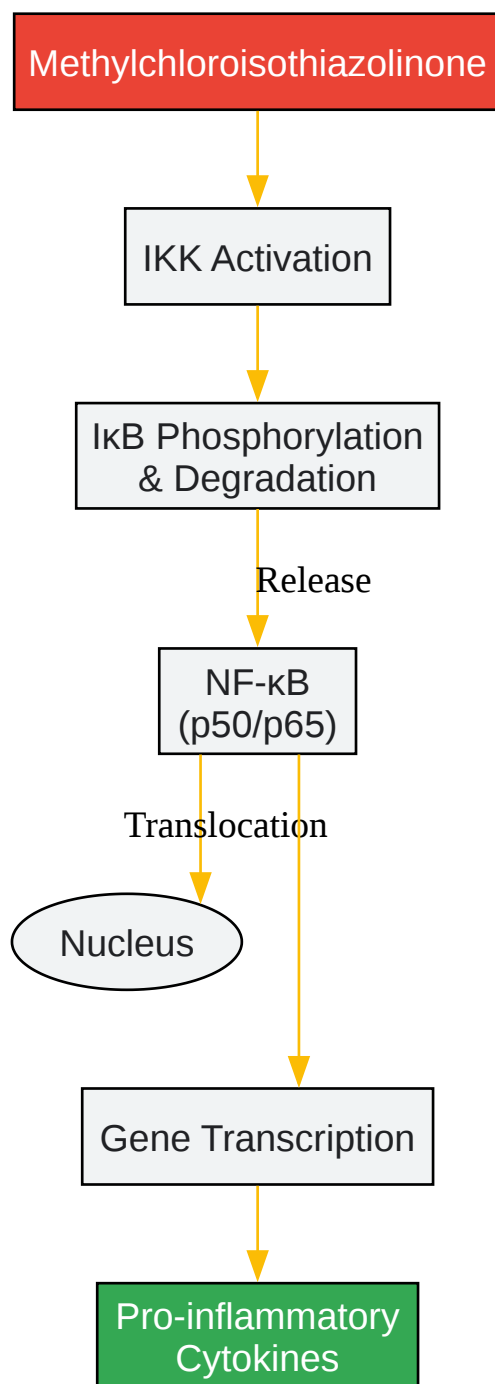 Methylchloroisothiazolinone
IKK Activation
IκB Phosphorylation
& Degradation
Release
NF-κB
(p50/p65)
Translocation
Nucleus
Gene Transcription
Pro-inflammatory
Cytokines